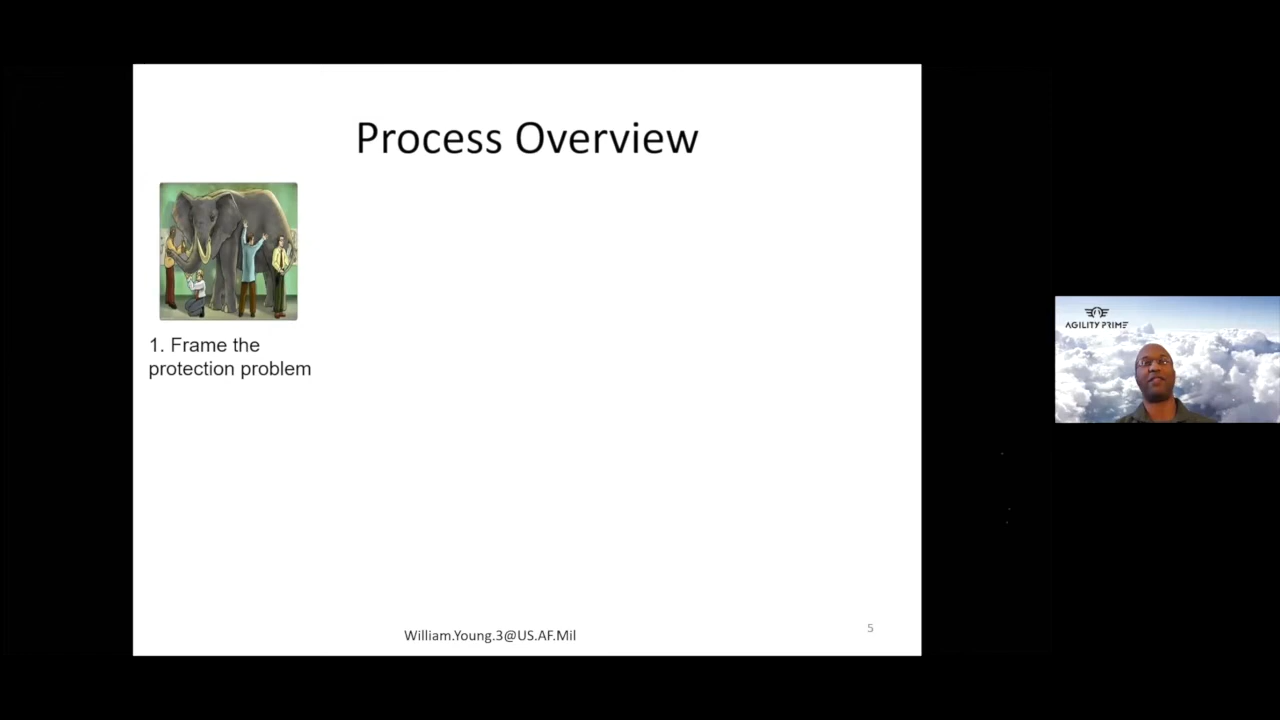 Process Overview
1. Frame the
protection problem
William.Young.3@US.AF.Mil
5
AGILITY PRIME